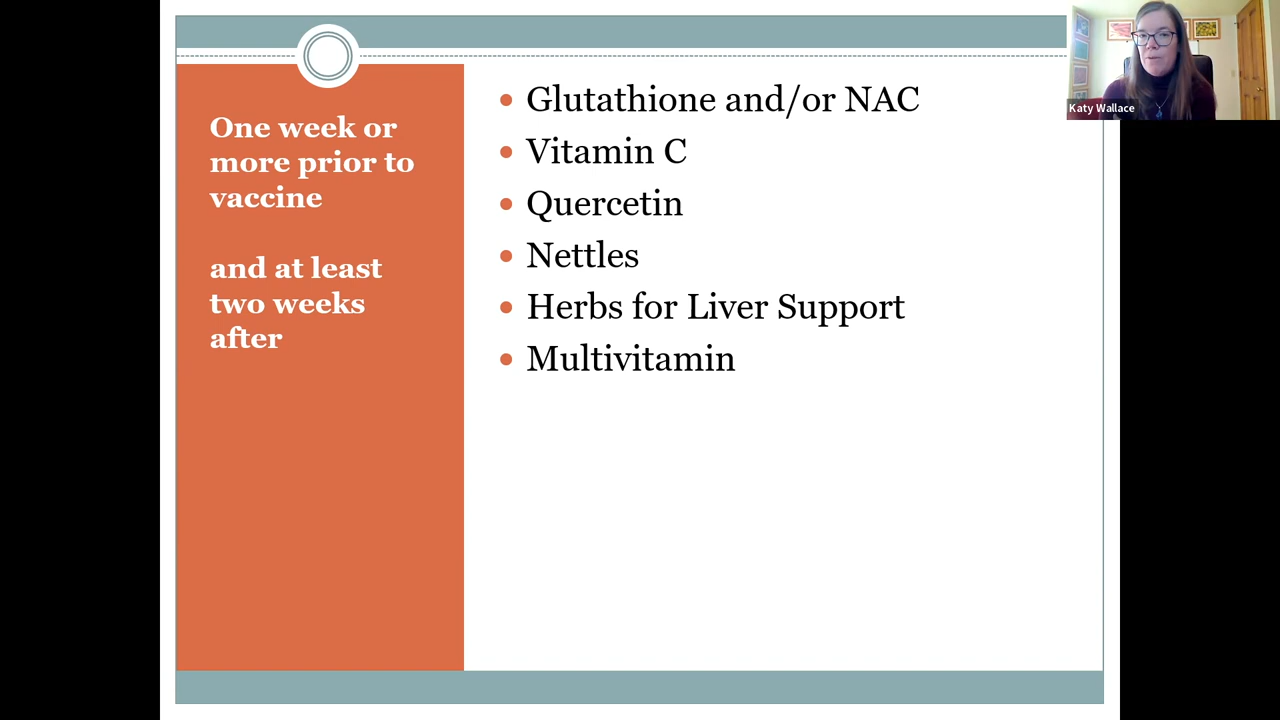 One week or
more prior to
vaccine
and at least
two weeks
after
Glutathione and/or NAC
Vitamin C
Quercetin
Nettles
Herbs for Liver Support
Multivitamin
Katy Wallace